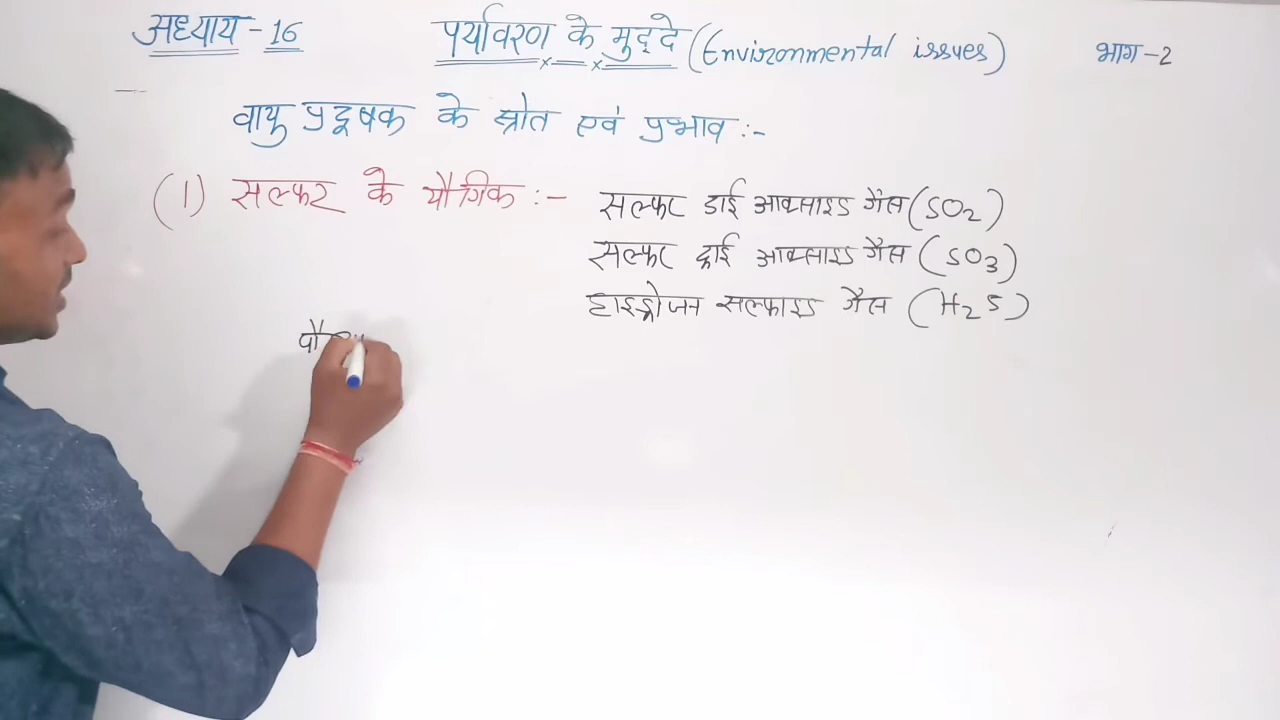 अध्याय - 16 पर्यावरण के मुद्दे (Environmental issues) भाग-2
वायु प्रदूषक के स्रोत एवं प्रभाव :-
(1) सल्फर के यौगिक :- सल्फर डाई आक्साइड गैस (SO2)
सल्फर ट्राई आक्साइड गैस (SO3)
हाइड्रोजन सल्फाइड गैस (H2S)